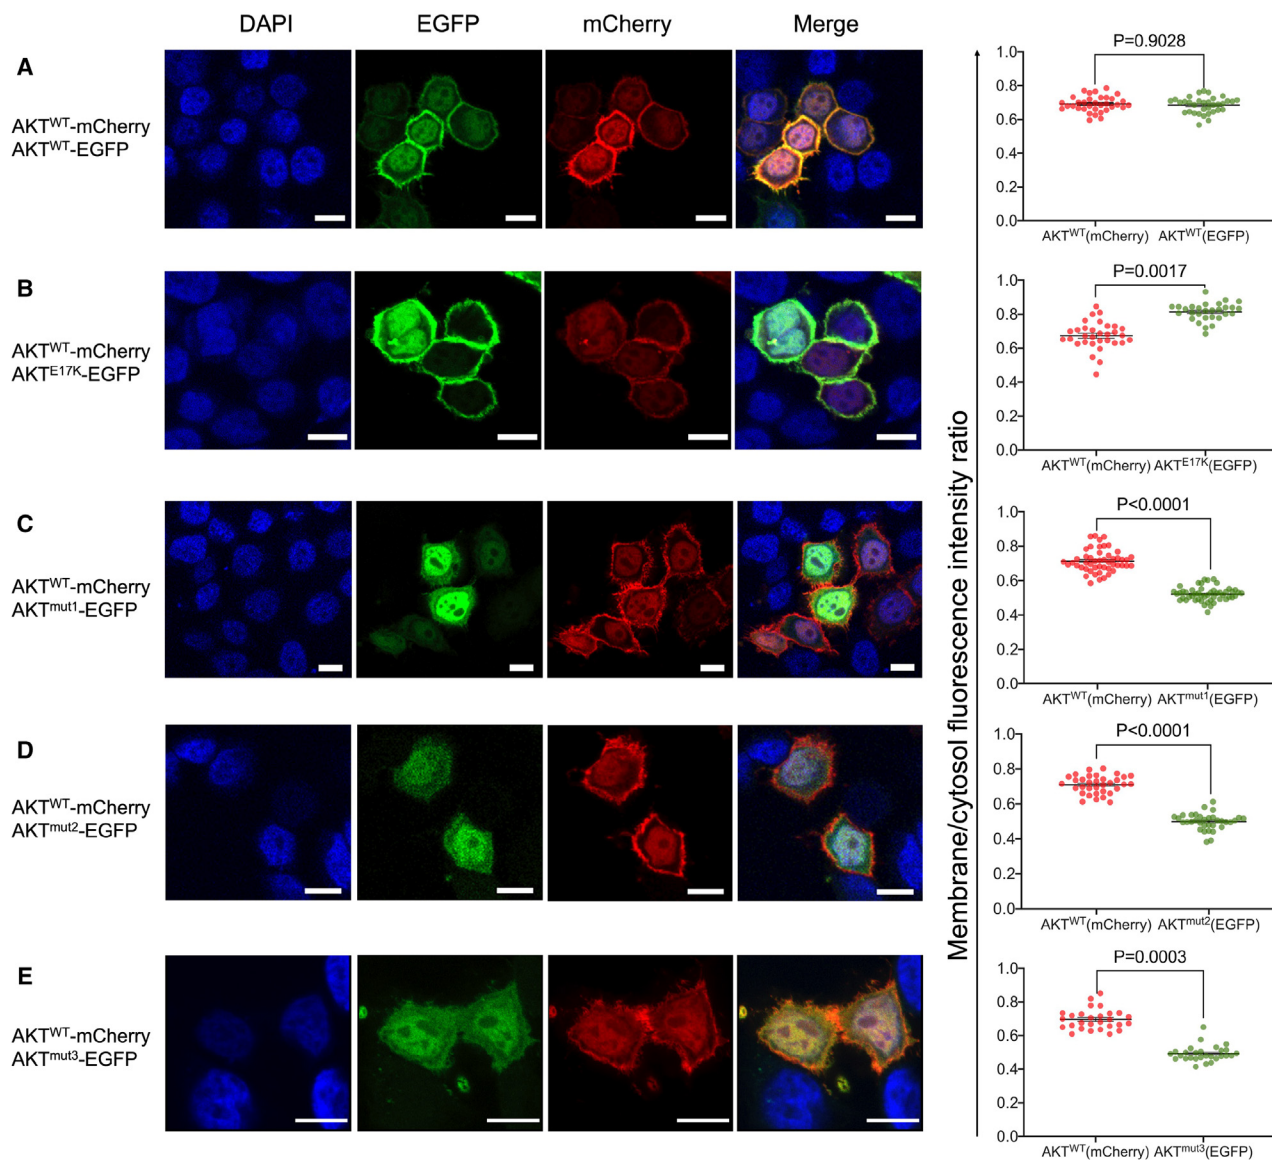 DAPI EGFP mCherry Merge
A
AKTWT-mCherry
AKTWT-EGFP
P=0.9028
1.0
0.8
0.6
0.4
0.2
0.0
AKTWT(mCherry) AKTWT(EGFP)
B
AKTWT-mCherry
AKTE17K-EGFP
P=0.0017
1.0
0.8
0.6
0.4
0.2
0.0
AKTWT(mCherry) AKTE17K(EGFP)
C
AKTWT-mCherry
AKTmut1-EGFP
P<0.0001
1.0
0.8
0.6
0.4
0.2
0.0
AKTWT(mCherry) AKTmut1(EGFP)
D
AKTWT-mCherry
AKTmut2-EGFP
P<0.0001
1.0
0.8
0.6
0.4
0.2
0.0
AKTWT(mCherry) AKTmut2(EGFP)
E
AKTWT-mCherry
AKTmut3-EGFP
P=0.0003
1.0
0.8
0.6
0.4
0.2
0.0
AKTWT(mCherry) AKTmut3(EGFP)
Membrane/cytosol fluorescence intensity ratio